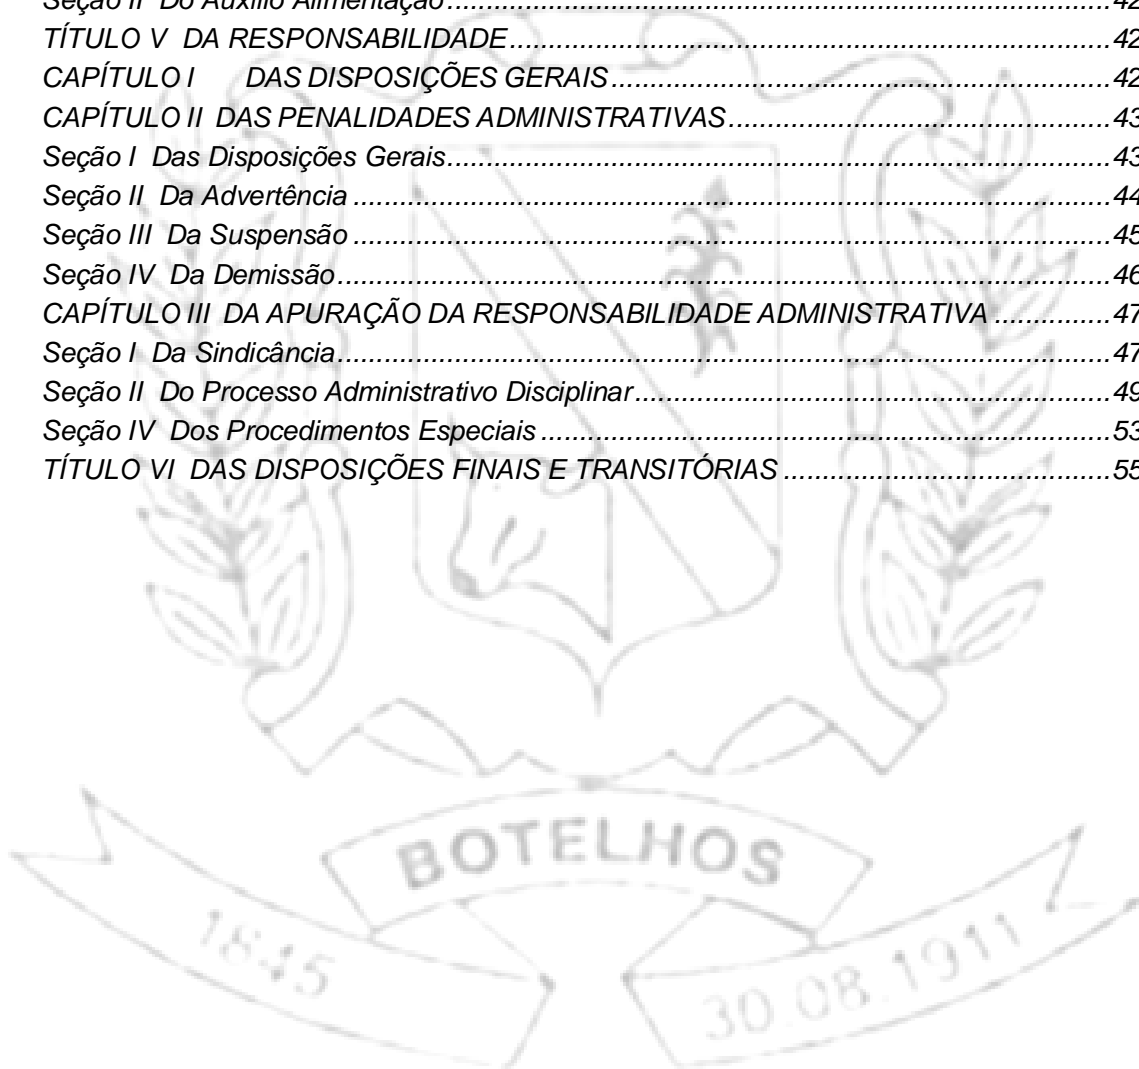 Seção II Do Auxílio Alimentação..........................................................................................42
TÍTULO V DA RESPONSABILIDADE..................................................................................42
CAPÍTULO I DAS DISPOSIÇÕES GERAIS....................................................................42
CAPÍTULO II DAS PENALIDADES ADMINISTRATIVAS.....................................................43
Seção I Das Disposições Gerais..........................................................................................43
Seção II Da Advertência.....................................................................................................44
Seção III Da Suspensão.....................................................................................................45
Seção IV Da Demissão.......................................................................................................46
CAPÍTULO III DA APURAÇÃO DA RESPONSABILIDADE ADMINISTRATIVA..............47
Seção I Da Sindicância.......................................................................................................47
Seção II Do Processo Administrativo Disciplinar.................................................................49
Seção IV Dos Procedimentos Especiais..............................................................................53
TÍTULO VI DAS DISPOSIÇÕES FINAIS E TRANSITÓRIAS........................................55
BOTELHOS
1845
30.08.1911